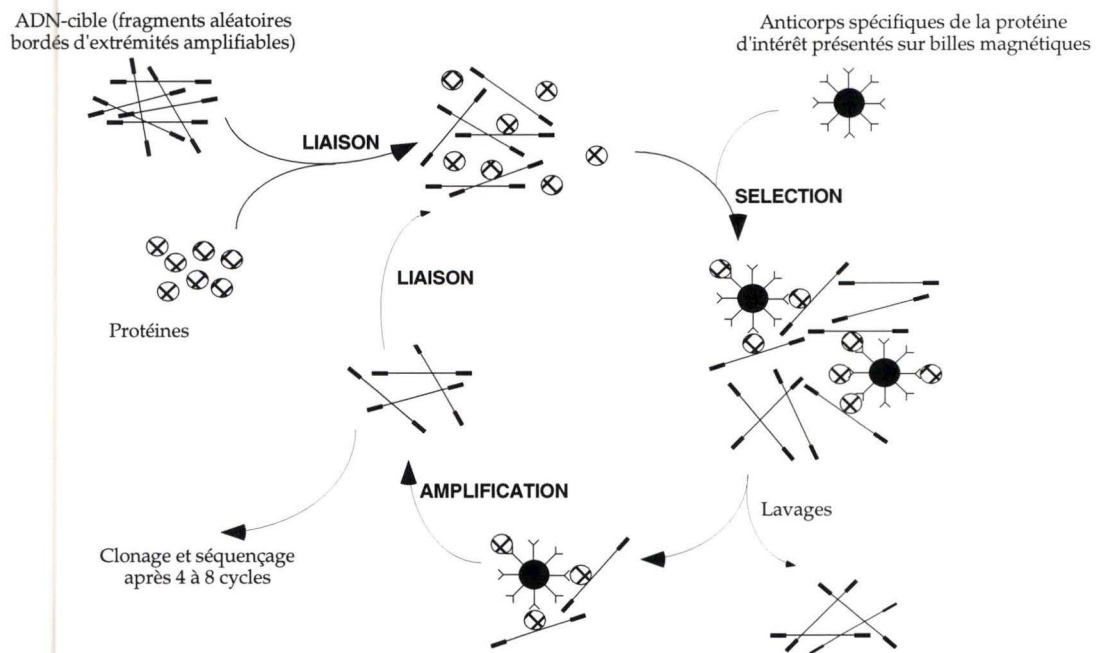 ADN-cible (fragments aléatoires
bordés d'extrémités amplifiables)
Anticorps spécifiques de la protéine
d'intérêt présentés sur billes magnétiques
LIAISON
SELECTION
Protéines
LIAISON
AMPLIFICATION
Lavages
Clonage et séquençage
après 4 à 8 cycles